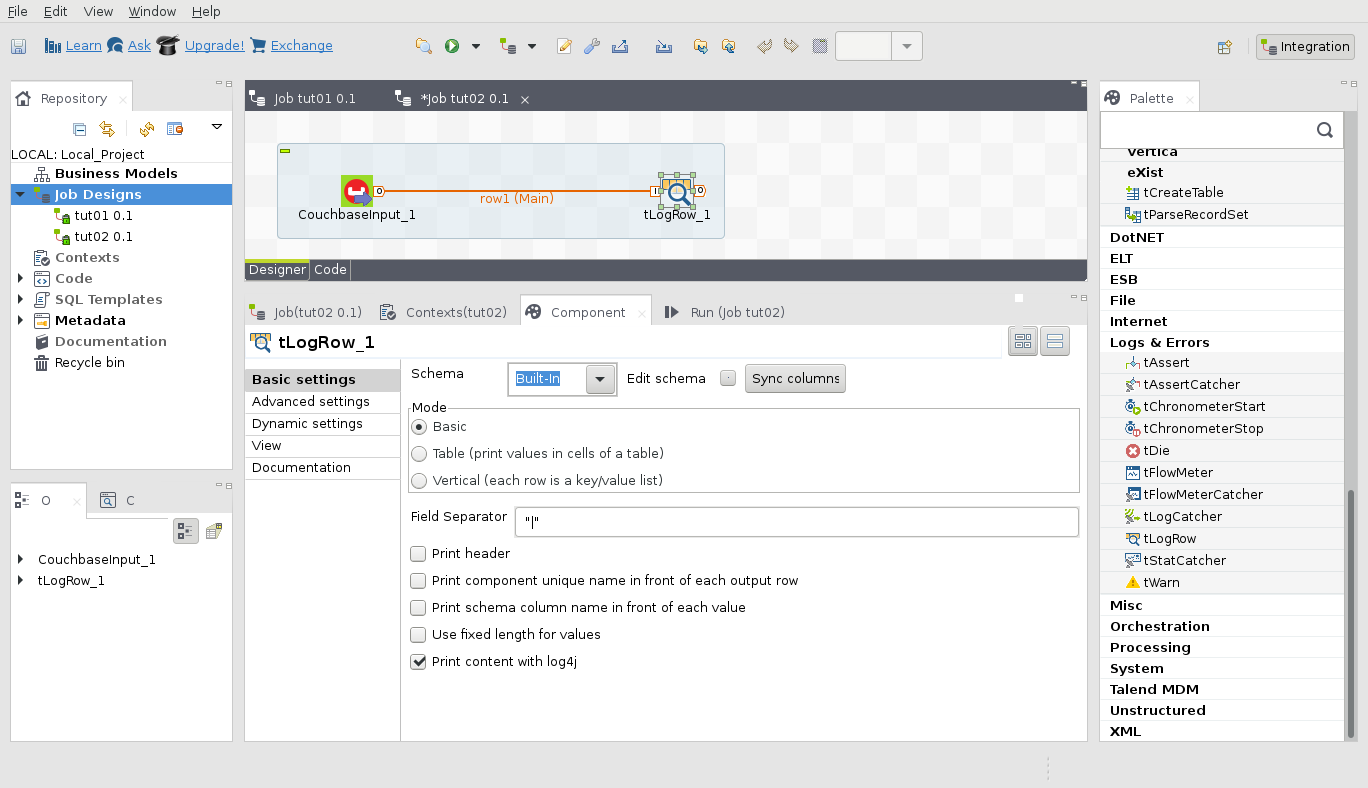 File Edit View Window Help
Learn Ask Upgrade! Exchange
Integration
Repository
LOCAL: Local_Project
Business Models
Job Designs
tut01 0.1
tut02 0.1
Contexts
Code
SQL Templates
Metadata
Documentation
Recycle bin
O C
CouchbaseInput_1
tLogRow_1
Job tut01 0.1 *Job tut02 0.1
row1 (Main)
CouchbaseInput_1 tLogRow_1
Designer Code
Job(tut02 0.1) Contexts(tut02) Component Run (Job tut02)
tLogRow_1
Basic settings
Advanced settings
Dynamic settings
View
Documentation
Schema Built-In Edit schema Sync columns
Mode
Basic
Table (print values in cells of a table)
Vertical (each row is a key/value list)
Field Separator "|"
Print header
Print component unique name in front of each output row
Print schema column name in front of each value
Use fixed length for values
Print content with log4j
Palette
Vertica
eXist
tCreateTable
tParseRecordSet
DotNET
ELT
ESB
File
Internet
Logs & Errors
tAssert
tAssertCatcher
tChronometerStart
tChronometerStop
tDie
tFlowMeter
tFlowMeterCatcher
tLogCatcher
tLogRow
tStatCatcher
tWarn
Misc
Orchestration
Processing
System
Talend MDM
Unstructured
XML